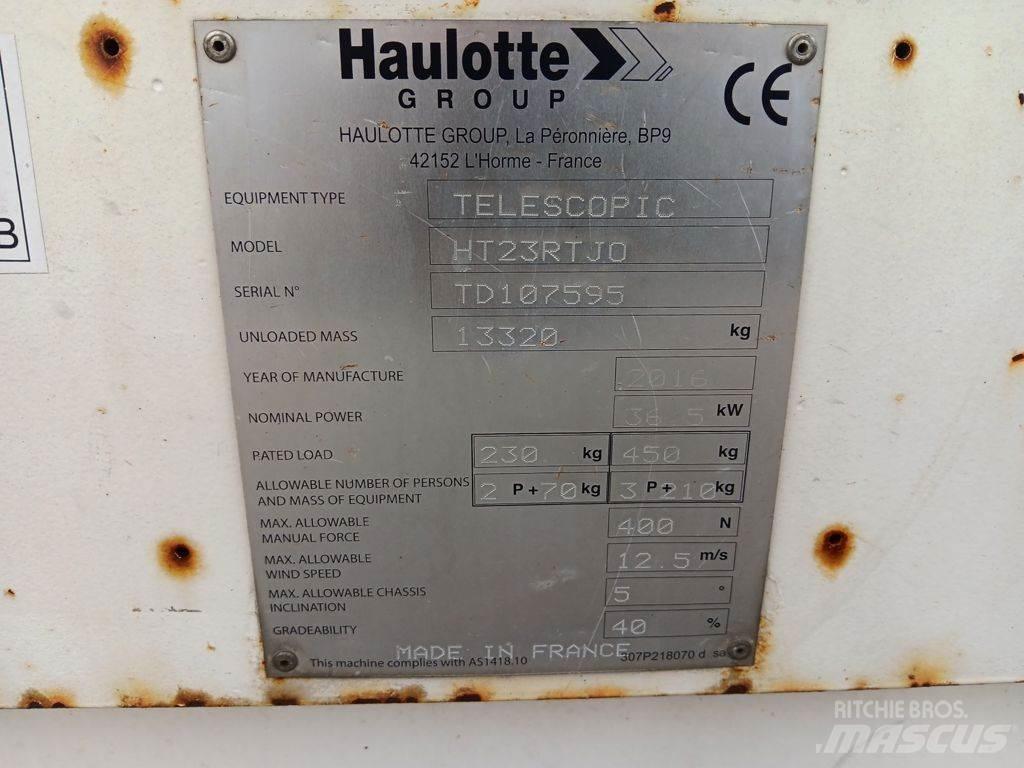 Haulotte
GROUP
CE
HAULOTTE GROUP, La Péronnière, BP9
42152 L'Horme - France
EQUIPMENT TYPE TELESCOPIC
MODEL HT23RTJO
SERIAL N° TD107595
UNLOADED MASS 13320 kg
YEAR OF MANUFACTURE 2016
NOMINAL POWER 36.5 kW
PATED LOAD 230 kg 450 kg
ALLOWABLE NUMBER OF PERSONS
AND MASS OF EQUIPMENT 2 P+ 70 kg 3 P+ 210 kg
MAX. ALLOWABLE
MANUAL FORCE 400 N
MAX. ALLOWABLE
WIND SPEED 12.5 m/s
MAX. ALLOWABLE CHASSIS
INCLINATION 5 °
GRADEABILITY 40 %
MADE IN FRANCE
This machine complies with AS1418.10 307P218070 d
B
RITCHIE BROS.
MASCUS